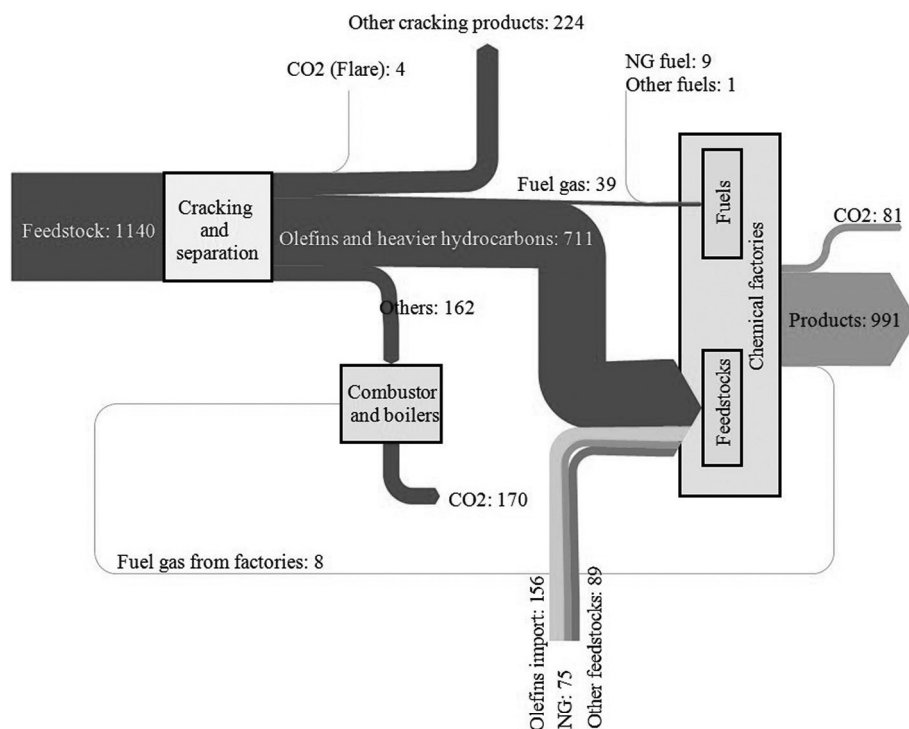 Other cracking products: 224
CO2 (Flare): 4
NG fuel: 9
Other fuels: 1
Fuel gas: 39
Fuels
CO2: 81
Feedstock: 1140
Cracking
and
separation
Olefins and heavier hydrocarbons: 711
Chemical factories
Products: 991
Others: 162
Combustor
and boilers
Feedstocks
CO2: 170
Fuel gas from factories: 8
Olefins import: 156
NG: 75
Other feedstocks: 89